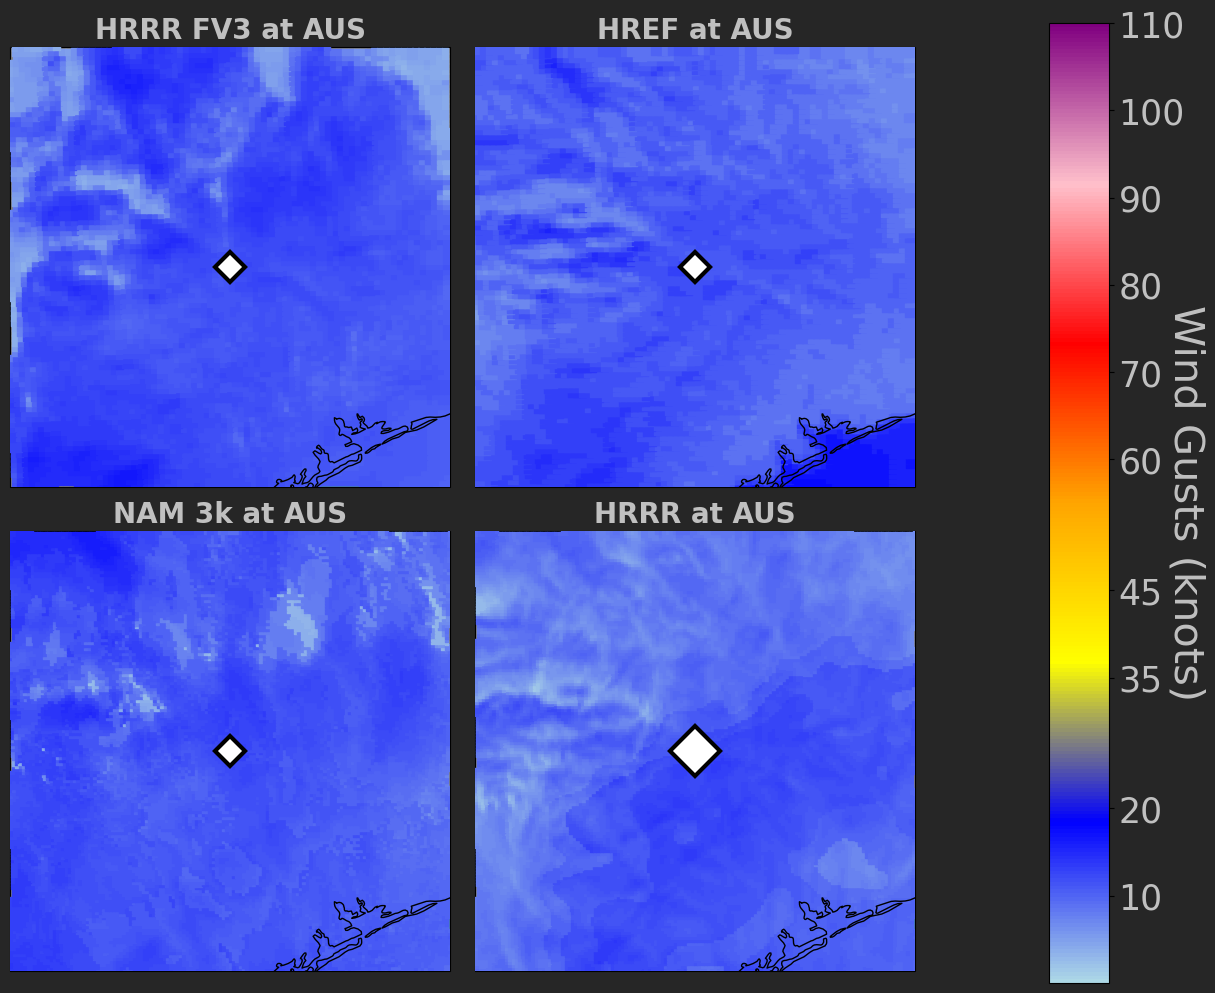 HRRR FV3 at AUS
HREF at AUS
NAM 3k at AUS
HRRR at AUS
110
100
90
80
70
60
45
35
20
10
Wind Gusts (knots)